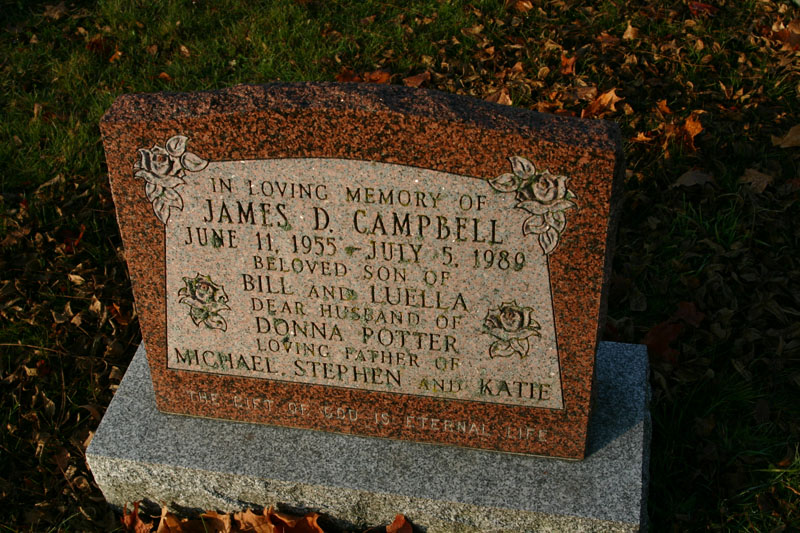 IN LOVING MEMORY OF
JAMES D. CAMPBELL
JUNE 11, 1955 - JULY 5, 1989
BELOVED SON OF
BILL AND LUELLA
DEAR HUSBAND OF
DONNA POTTER
LOVING FATHER OF
MICHAEL, STEPHEN AND KATIE
THE GIFT OF GOD IS ETERNAL LIFE